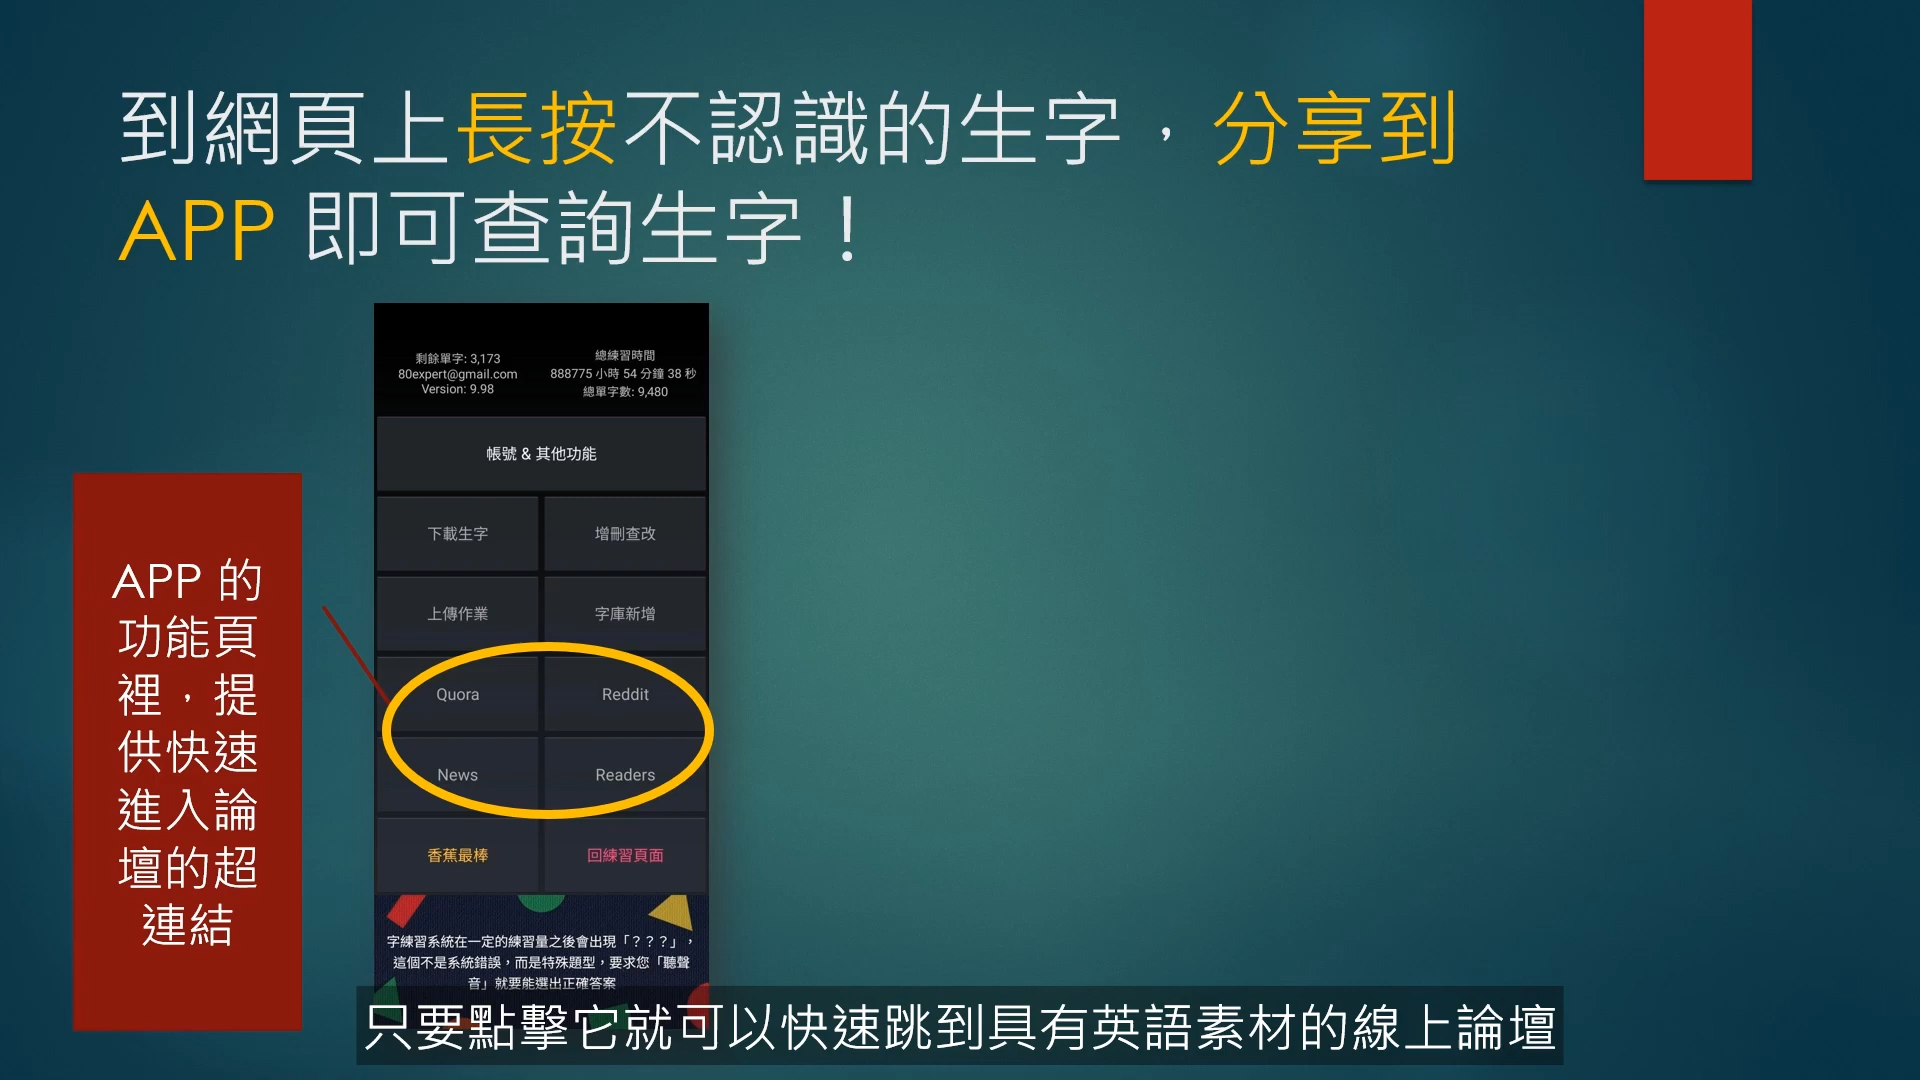 到網頁上長按不認識的生字，分享到
APP 即可查詢生字！
APP 的
功能頁
裡，提
供快速
進入論
壇的超
連結
剩餘單字: 3,173
80expert@gmail.com
Version: 9.98
總練習時間
888775 小時 54 分鐘 38 秒
總單字數: 9,480
帳號 & 其他功能
下載生字
增刪查改
上傳作業
字庫新增
Quora
Reddit
News
Readers
香蕉最棒
回練習頁面
字練習系統在一定的練習量之後會出現「？？？」，
這個不是系統錯誤，而是特殊題型，要求您「聽聲
音」就要能選出正確答案
只要點擊它就可以快速跳到具有英語素材的線上論壇